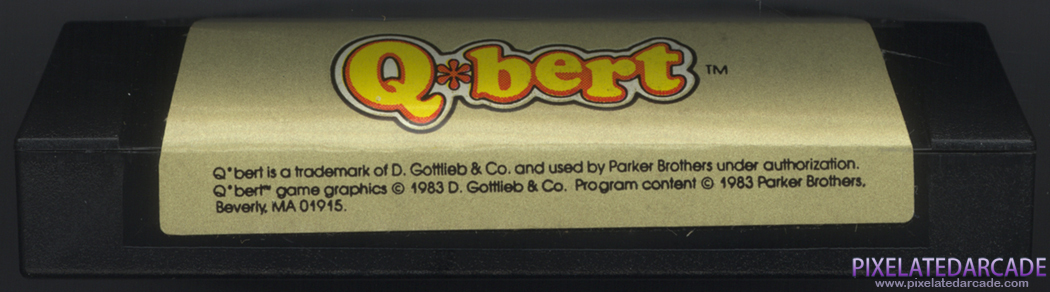 Q*bert ™
Q*bert is a trademark of D. Gottlieb & Co. and used by Parker Brothers under authorization.
Q*bert™ game graphics © 1983 D. Gottlieb & Co. Program content © 1983 Parker Brothers,
Beverly, MA 01915.
PIXELATEDARCADE
www.pixelatedarcade.com